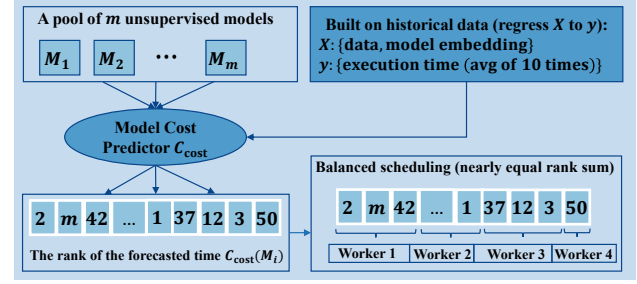 A pool of m unsupervised models
M1 M2 ⋯ Mm
Built on historical data (regress X to y):
X: {data, model embedding}
y: {execution time (avg of 10 times)}
Model Cost
Predictor Ccost
2 m 42 … 1 37 12 3 50
The rank of the forecasted time Ccost(Mi)
Balanced scheduling (nearly equal rank sum)
2 m 42 … 1 37 12 3 50
Worker 1 Worker 2 Worker 3 Worker 4